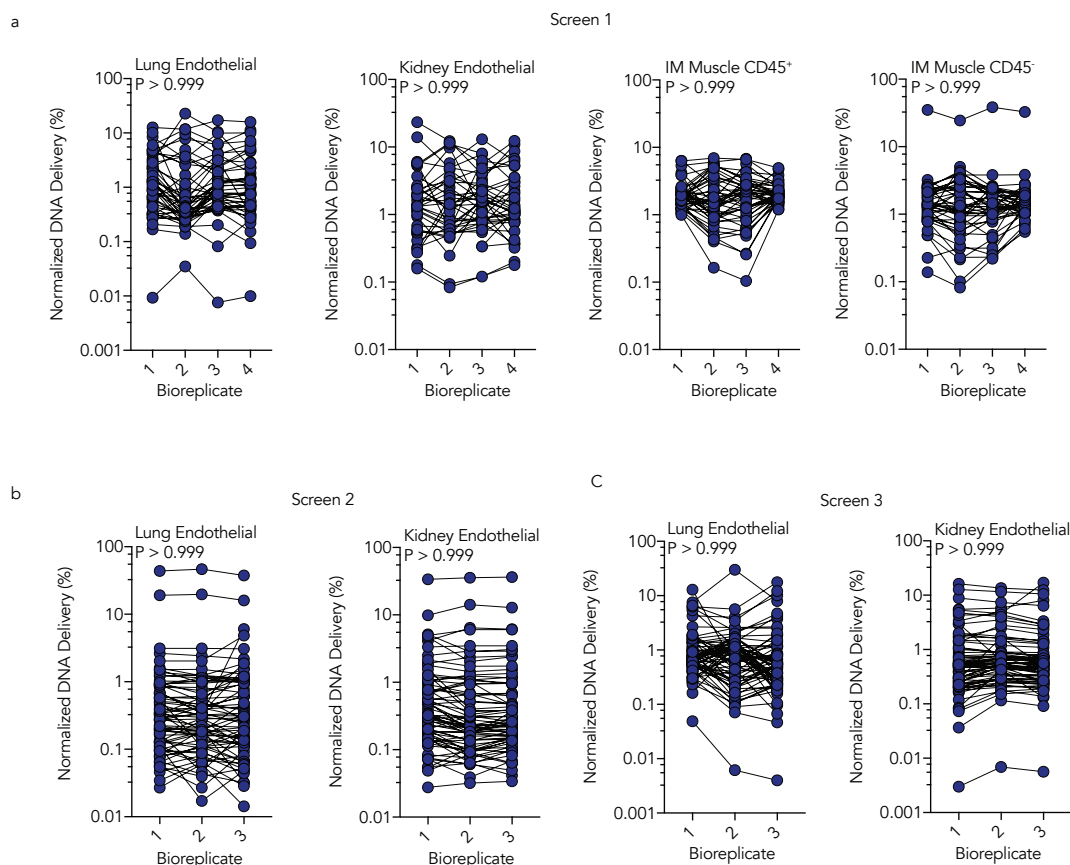 a
Screen 1
Lung Endothelial
P > 0.999
Normalized DNA Delivery (%)
100
10
1
0.1
0.01
0.001
1 2 3 4
Bioreplicate
Kidney Endothelial
P > 0.999
Normalized DNA Delivery (%)
100
10
1
0.1
0.01
1 2 3 4
Bioreplicate
IM Muscle CD45⁺
P > 0.999
Normalized DNA Delivery (%)
100
10
1
0.1
0.01
1 2 3 4
Bioreplicate
IM Muscle CD45⁻
P > 0.999
Normalized DNA Delivery (%)
100
10
1
0.1
0.01
1 2 3 4
Bioreplicate
b
Screen 2
Lung Endothelial
P > 0.999
Normalized DNA Delivery (%)
100
10
1
0.1
0.01
1 2 3
Bioreplicate
Kidney Endothelial
P > 0.999
Normalized DNA Delivery (%)
100
10
1
0.1
0.01
1 2 3
Bioreplicate
C
Screen 3
Lung Endothelial
P > 0.999
Normalized DNA Delivery (%)
100
10
1
0.1
0.01
0.001
1 2 3
Bioreplicate
Kidney Endothelial
P > 0.999
Normalized DNA Delivery (%)
100
10
1
0.1
0.01
0.001
1 2 3
Bioreplicate